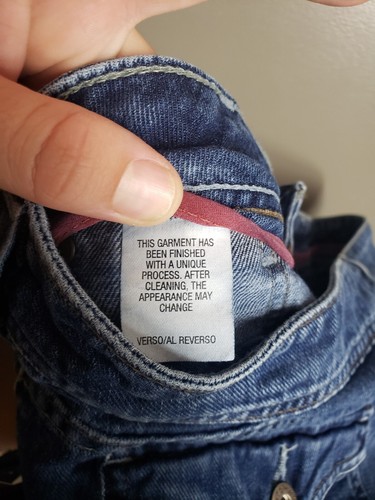 THIS GARMENT HAS
BEEN FINISHED
WITH A UNIQUE
PROCESS. AFTER
CLEANING, THE
APPEARANCE MAY
CHANGE
VERSO/AL REVERSO